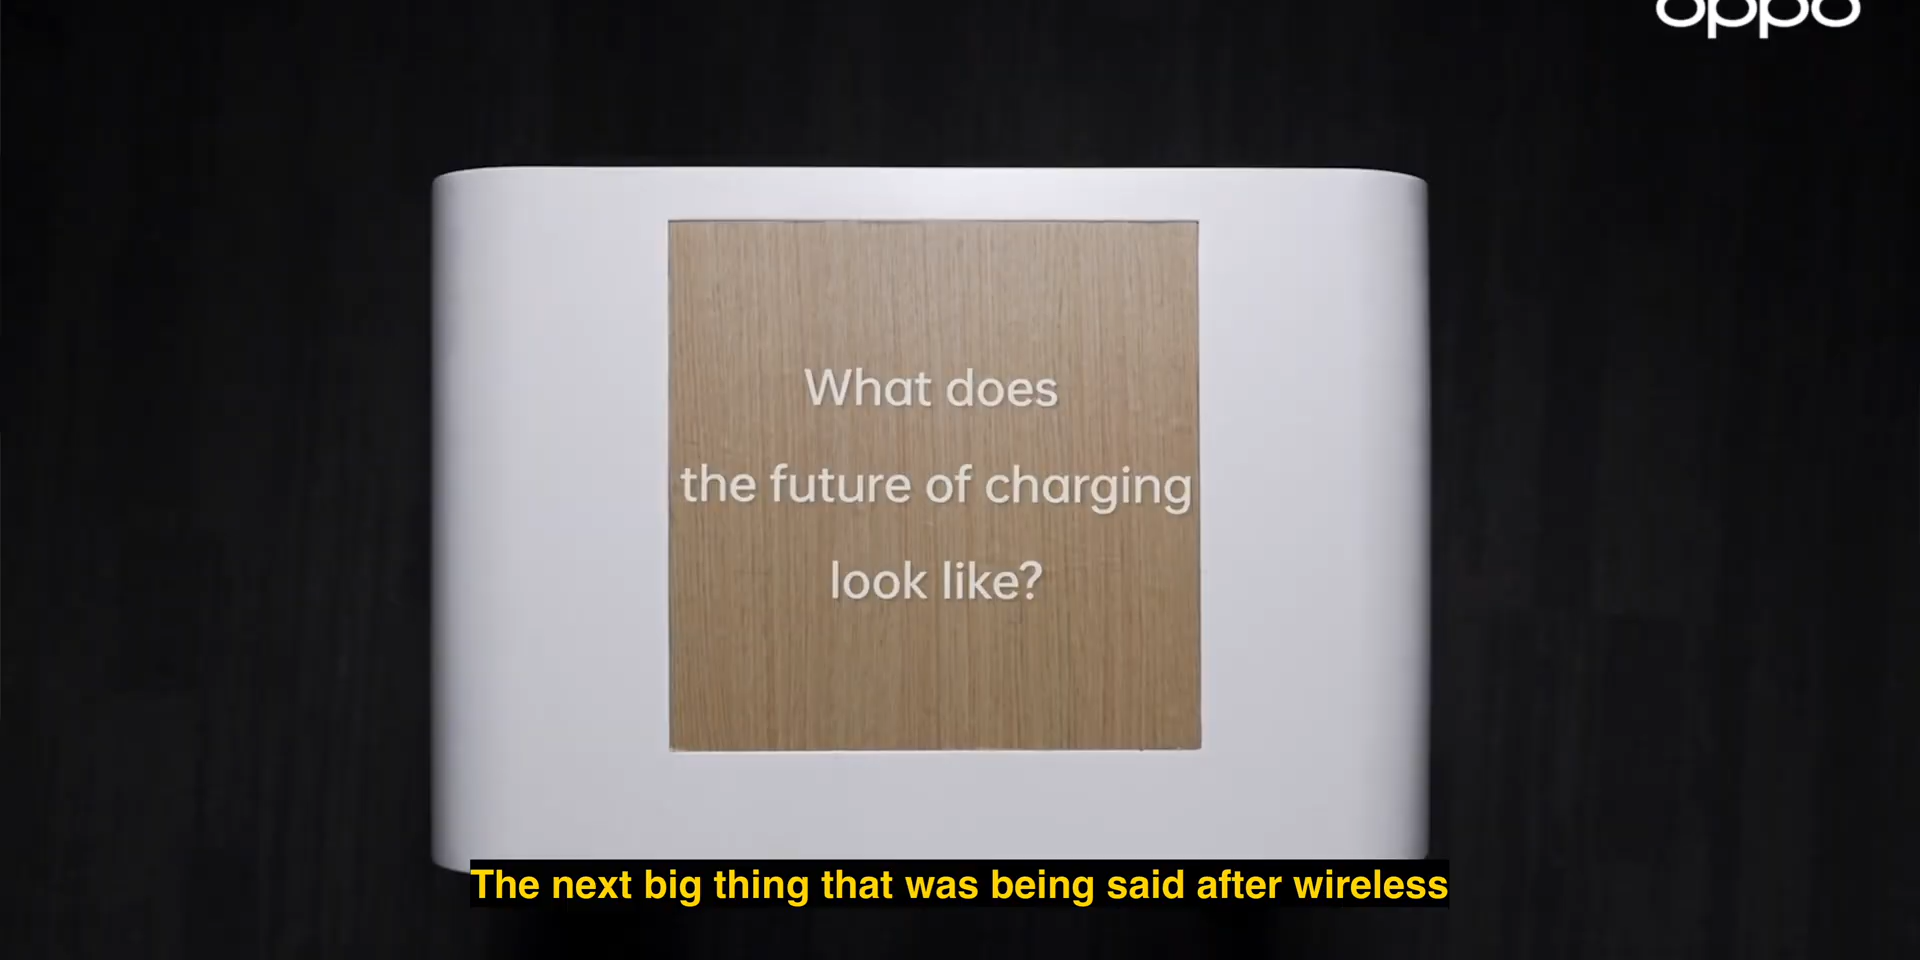 oppo
What does
the future of charging
look like?
The next big thing that was being said after wireless